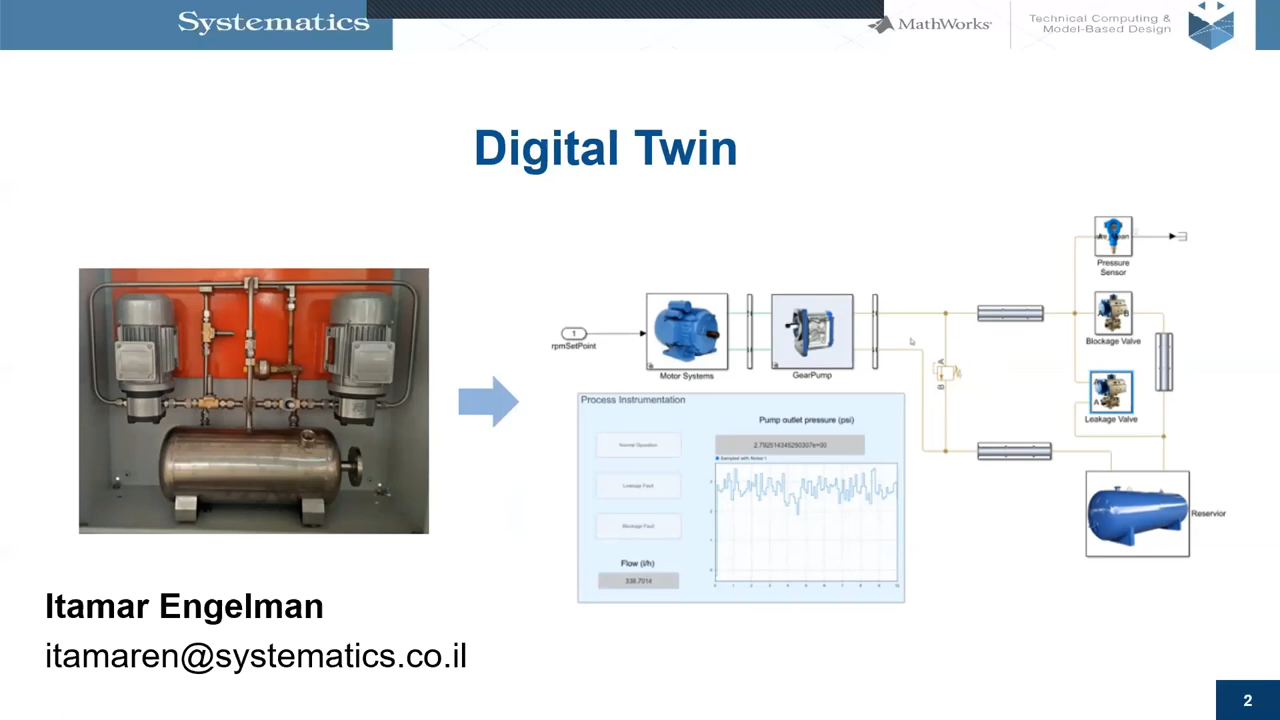 Systematics
MathWorks
Technical Computing &
Model-Based Design
Digital Twin
Pressure
Sensor
B
Blockage Valve
1
rpmSetPoint
Motor Systems
GearPump
A
B
A
Leakage Valve
Process Instrumentation
Pump outlet pressure (psi)
Normal Operation
Leakage Fault
Blockage Fault
Flow (l/h)
338.7014
Reservior
Itamar Engelman
itamaren@systematics.co.il
2